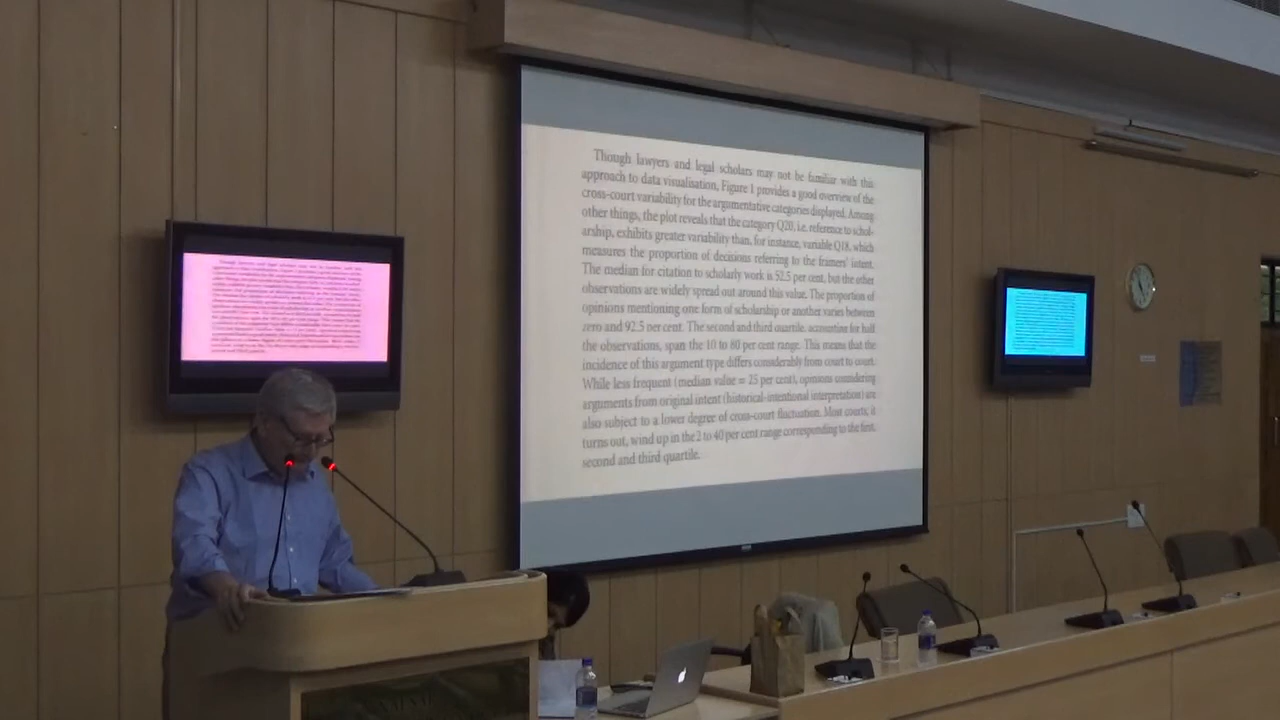 Though lawyers and legal scholars may not be familiar with this
approach to data visualisation, Figure 1 provides a good overview of the
cross-court variability for the argumentative categories displayed. Among
other things, the plot reveals that the category Q20, i.e. reference to schol-
arship, exhibits greater variability than, for instance, variable Q18, which
measures the proportion of decisions referring to the framers' intent.
The median for citation to scholarly work is 52.5 per cent, but the other
observations are widely spread out around this value. The proportion of
opinions mentioning one form of scholarship or another varies between
zero and 92.5 per cent. The second and third quartile, accounting for half
the observations, span the 10 to 80 per cent range. This means that the
incidence of this argument type differs considerably from court to court.
While less frequent (median value = 25 per cent), opinions considering
arguments from original intent (historical-intentional interpretation) are
also subject to a lower degree of cross-court fluctuation. Most courts, it
turns out, wind up in the 2 to 40 per cent range corresponding to the first,
second and third quartile.